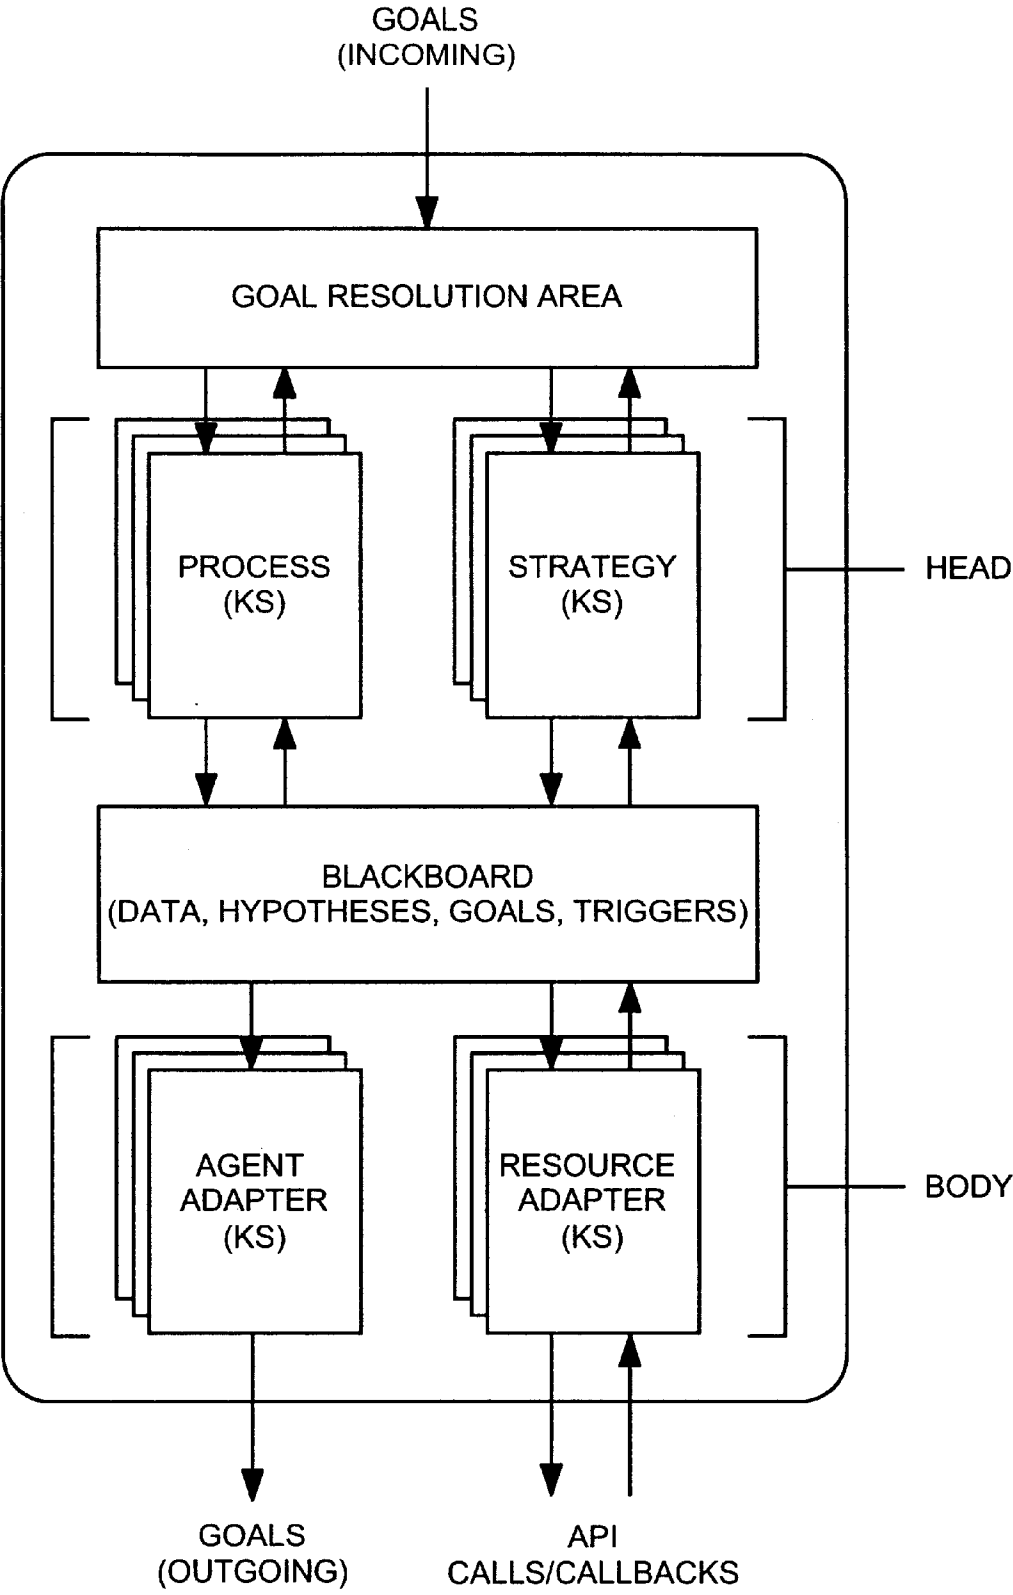 GOALS
(INCOMING)
GOAL RESOLUTION AREA
PROCESS
(KS)
STRATEGY
(KS)
HEAD
BLACKBOARD
(DATA, HYPOTHESES, GOALS, TRIGGERS)
AGENT
ADAPTER
(KS)
RESOURCE
ADAPTER
(KS)
BODY
GOALS
(OUTGOING)
API
CALLS/CALLBACKS